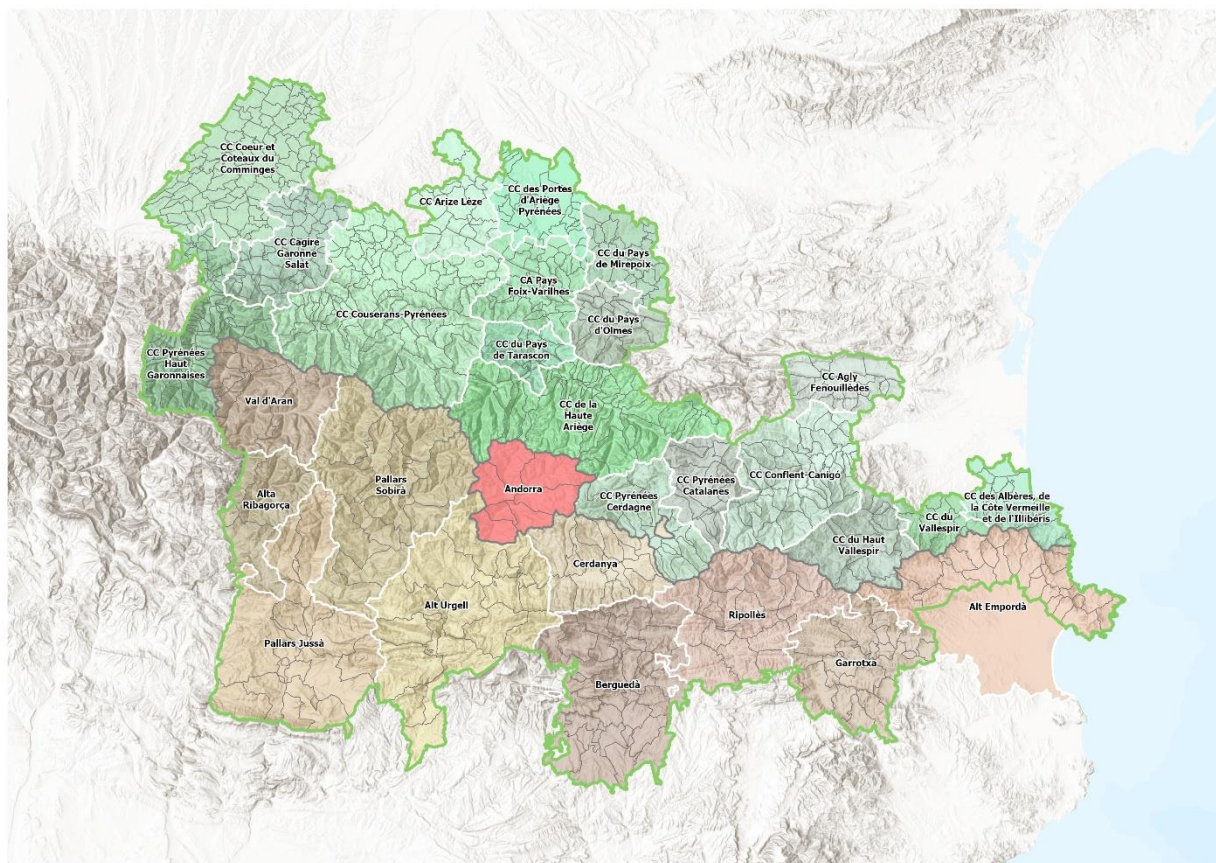 CC Coeur et
Coteaux du
Comminges
CC Arize Lèze
CC des Portes
d'Ariège
Pyrénées
CC Cagire
Garonne
Salat
CC du Pays
de Mirepoix
CA Pays
Foix-Varilhes
CC Couserans-Pyrénées
CC du Pays
d'Olmes
CC du Pays
de Tarascon
CC Pyrénées
Haut
Garonnaises
CC Agly
Fenouillèdes
Val d'Aran
CC de la
Haute
Ariège
Pallars
Sobirà
CC Pyrénées
Catalanes
CC Conflent-Canigó
Andorra
CC Pyrénées
Cerdagne
Alta
Ribagorça
CC des Albères, de
la Côte Vermeille
et de l'Illibéris
CC du
Vallespir
CC du Haut
Vallespir
Cerdanya
Alt Urgell
Ripollès
Alt Empordà
Pallars Jussà
Garrotxa
Berguedà